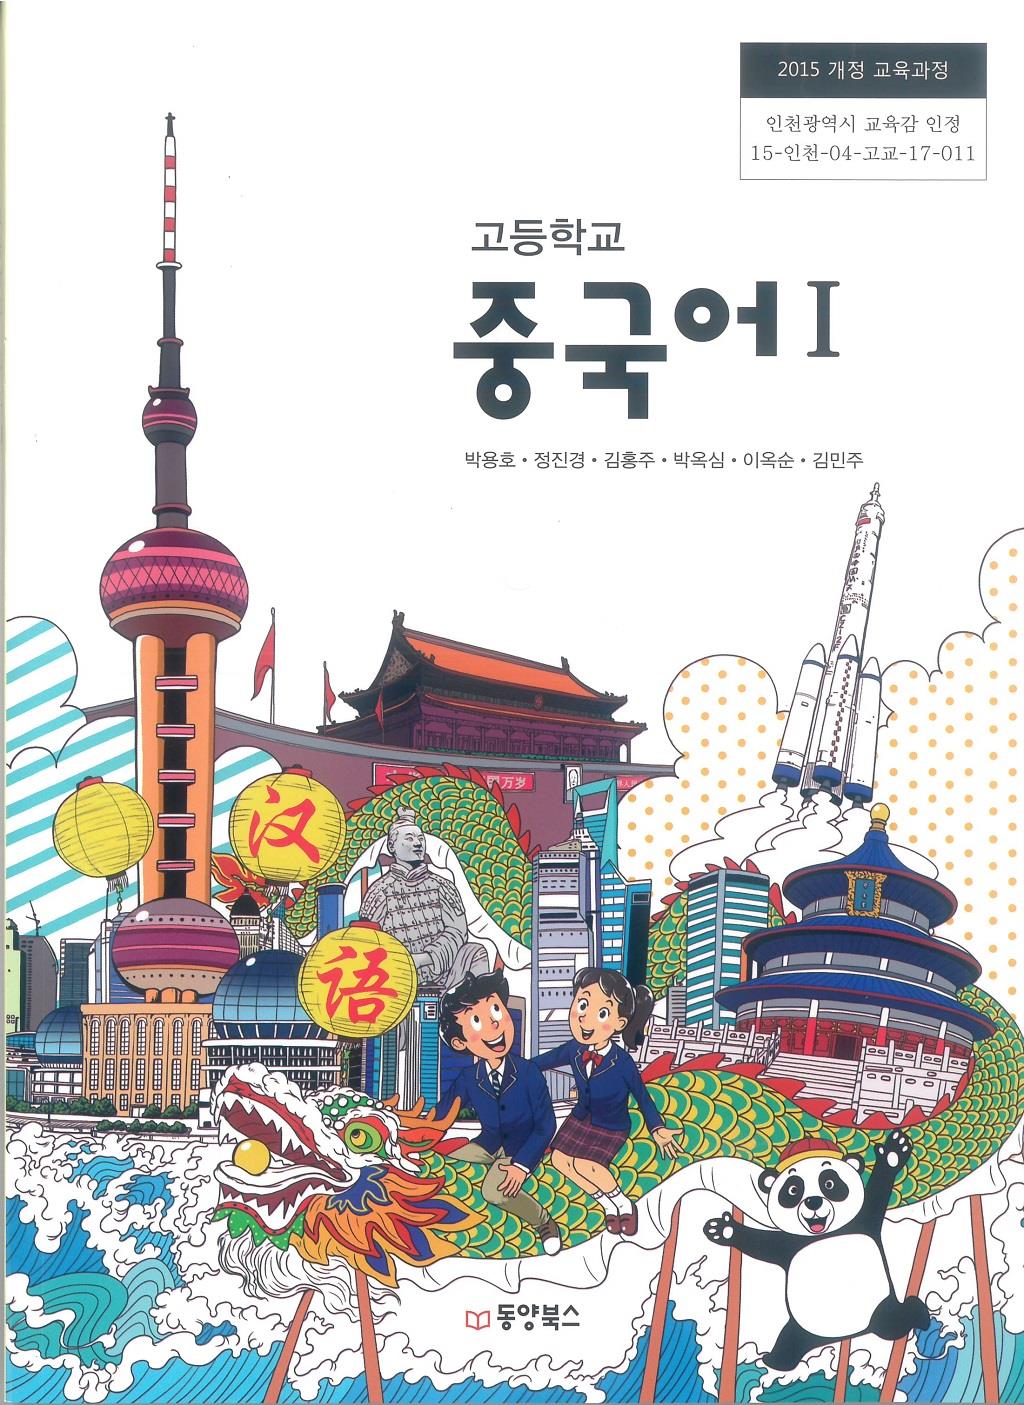 2015 개정 교육과정
인천광역시 교육감 인정
15-인천-04-고교-17-011
고등학교
중국어 I
박용호 • 정진경 • 김홍주 • 박옥심 • 이옥순 • 김민주
万岁
汉
语
동양북스